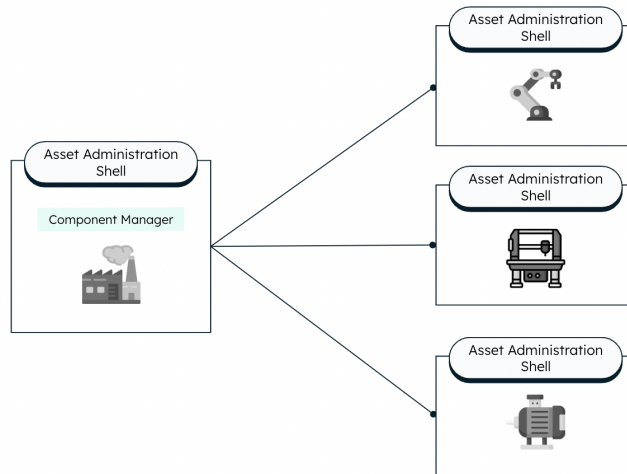 Asset Administration
Shell
Component Manager
Asset Administration
Shell
Asset Administration
Shell
Asset Administration
Shell